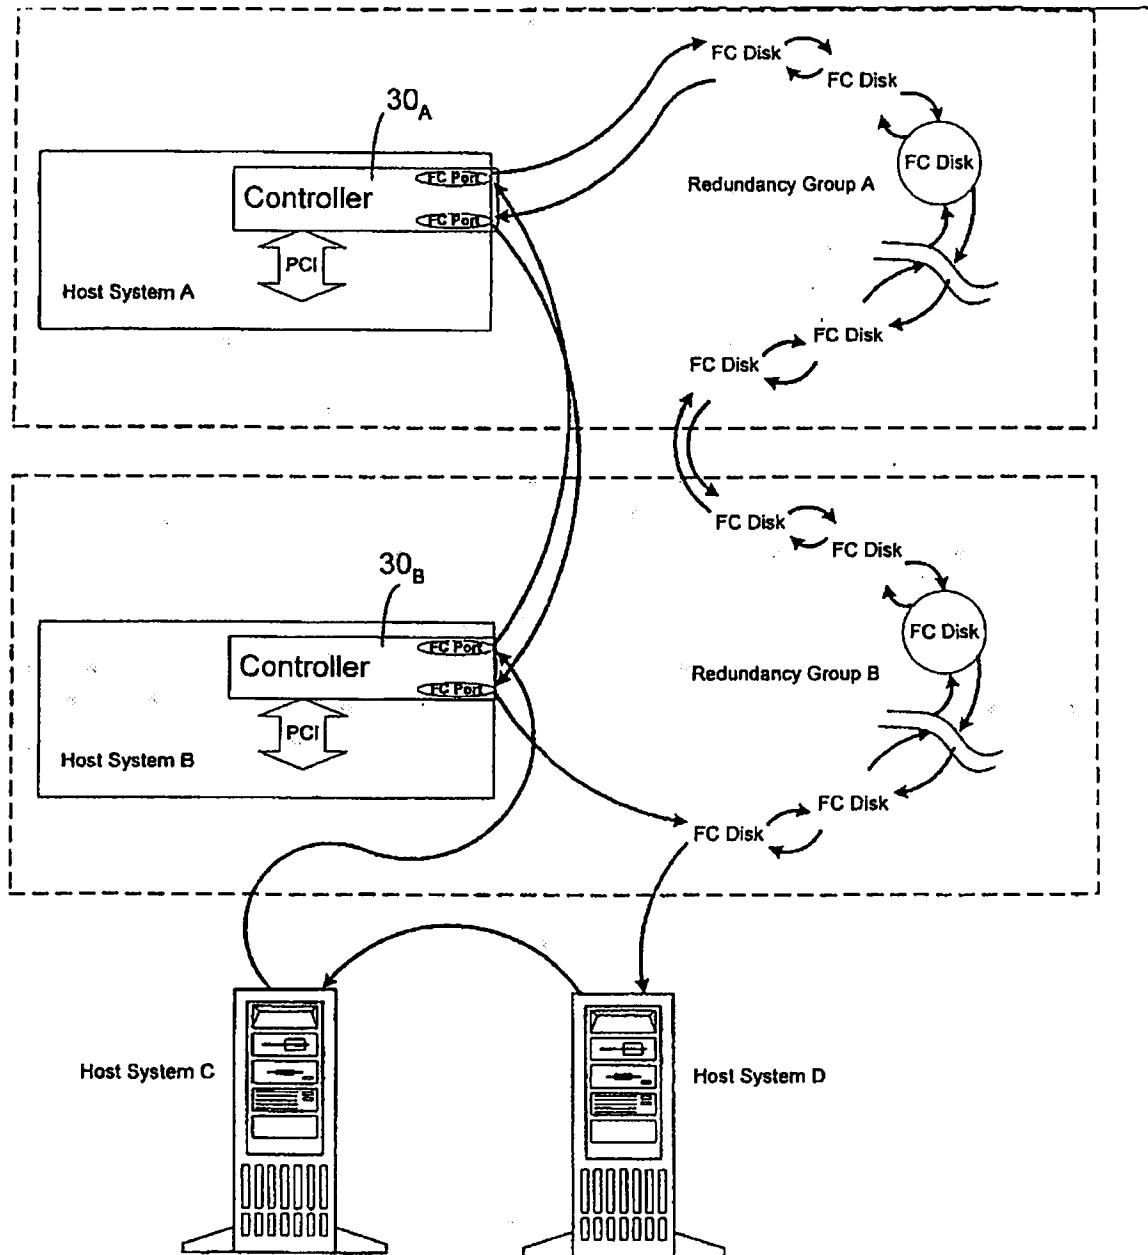 FC Disk
FC Disk
30A
FC Disk
FC Port
Controller
Redundancy Group A
FC Port
PCI
Host System A
FC Disk
FC Disk
FC Disk
FC Disk
30B
FC Disk
FC Port
Controller
Redundancy Group B
FC Port
PCI
Host System B
FC Disk
FC Disk
Host System C
Host System D